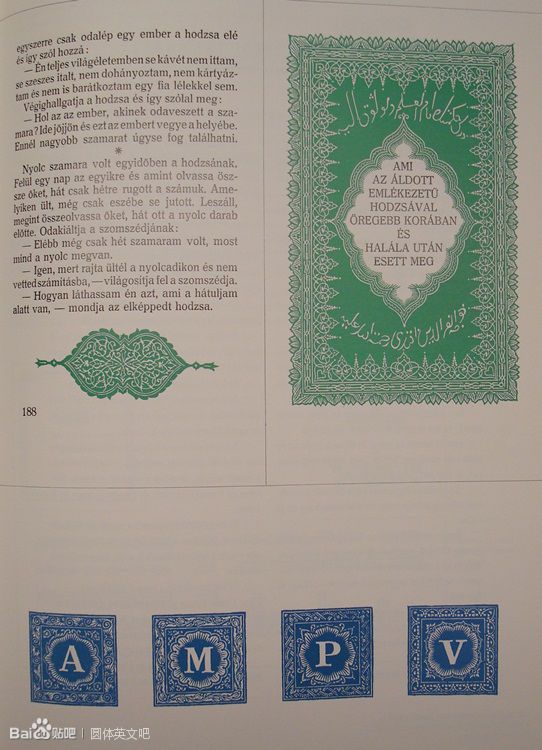 egyszerre csak odalép egy ember a hodzsa elé
és így szól hozzá:
— Én teljes világéletemben se kávét nem ittam,
se szeszes italt, nem dohányoztam, nem kártyáz-
tam és nem is barátkoztam egy fia lélekkel sem.
Végighallgatja a hodzsa és így szólal meg:
— Hol az az ember, akinek odaveszett a sza-
mara? Ide jöjjön és ezt az embert vegye a helyébe.
Ennél nagyobb szamarat úgyse fog találhatni.
*
Nyolc szamara volt egyidőben a hodzsának.
Felül egy nap az egyikre és amint olvassa ösz-
sze őket, hát csak hétre rugott a számuk. Ame-
lyiken ült, még csak eszébe se jutott. Leszáll,
megint összeolvassa őket, hát ott a nyolc darab
előtte. Odakiáltja a szomszédjának:
— Elébb még csak hét szamaram volt, most
mind a nyolc megvan.
— Igen, mert rajta ültél a nyolcadikon és nem
vetted számításba, — világosítja fel a szomszédja.
— Hogyan láthassam én azt, ami a hátuljam
alatt van, — mondja az elképpedt hodzsa.
188
AMI
AZ ÁLDOTT
EMLÉKEZETŰ
HODZSÁVAL
ÖREGEBB KORÁBAN
ÉS
HALÁLA UTÁN
ESETT MEG
A M P V
Bai贴吧 | 圆体英文吧